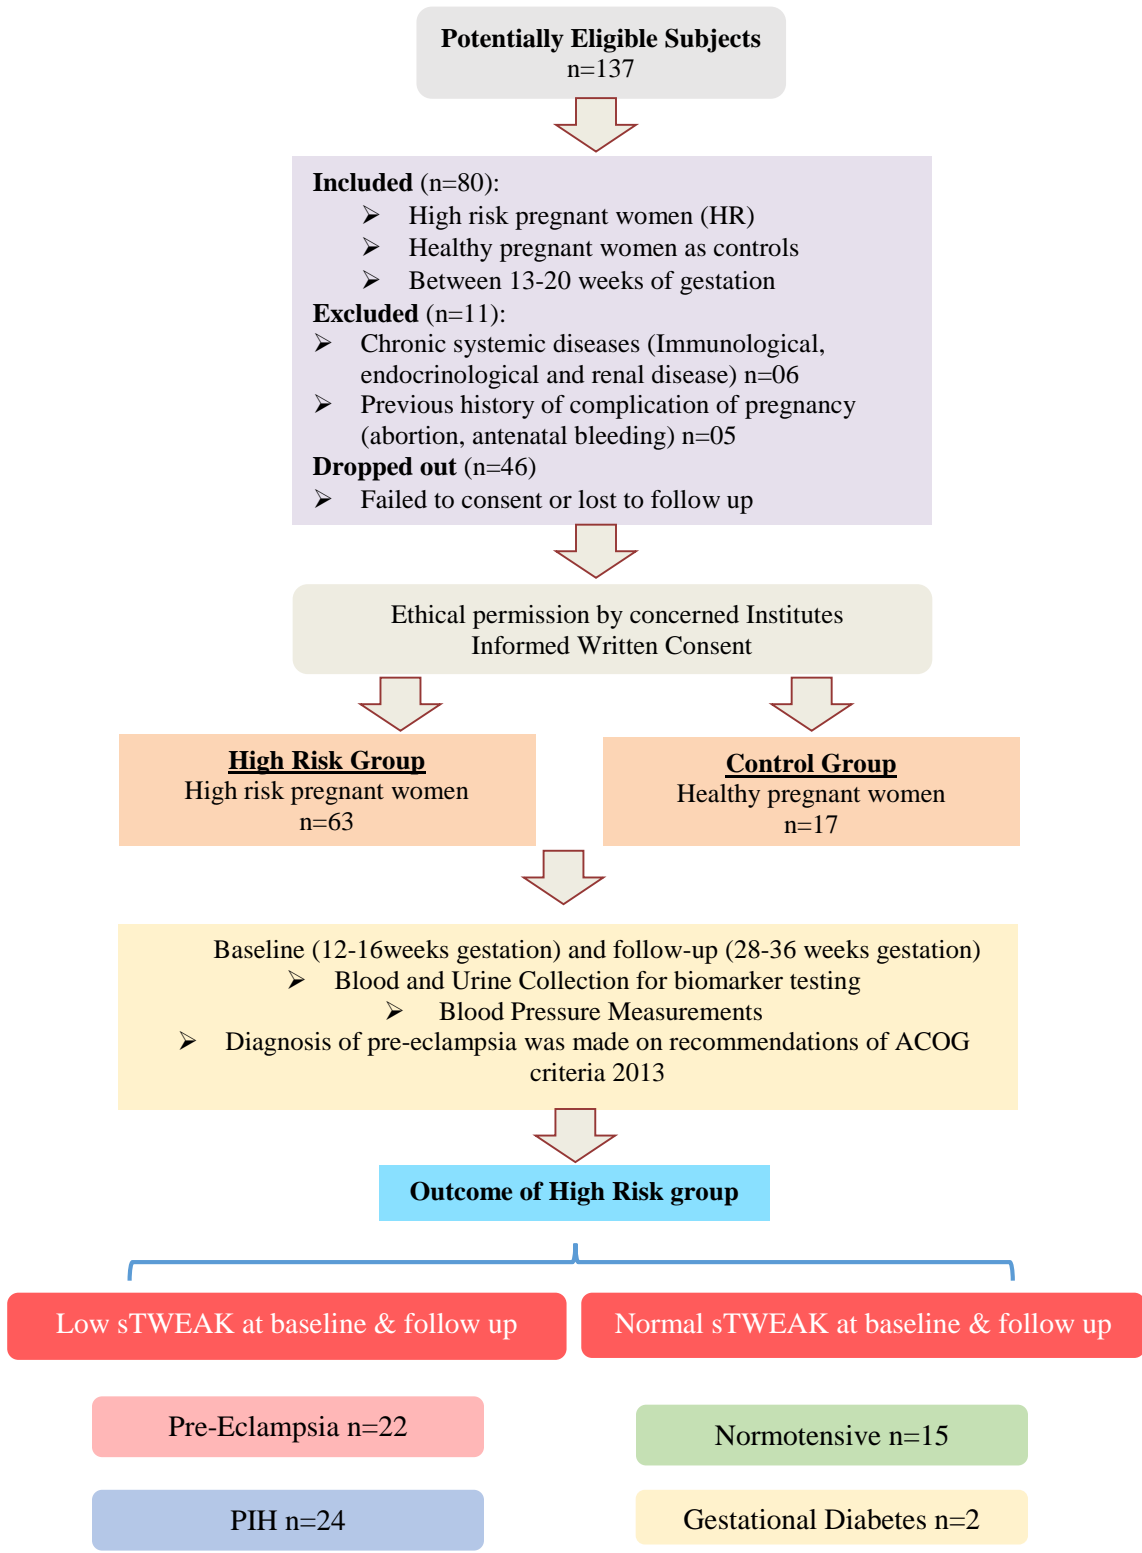 Potentially Eligible Subjects
n=137
Included (n=80):
➤ High risk pregnant women (HR)
➤ Healthy pregnant women as controls
➤ Between 13-20 weeks of gestation
Excluded (n=11):
➤ Chronic systemic diseases (Immunological,
endocrinological and renal disease) n=06
➤ Previous history of complication of pregnancy
(abortion, antenatal bleeding) n=05
Dropped out (n=46)
➤ Failed to consent or lost to follow up
Ethical permission by concerned Institutes
Informed Written Consent
High Risk Group
High risk pregnant women
n=63
Control Group
Healthy pregnant women
n=17
Baseline (12-16weeks gestation) and follow-up (28-36 weeks gestation)
➤ Blood and Urine Collection for biomarker testing
➤ Blood Pressure Measurements
➤ Diagnosis of pre-eclampsia was made on recommendations of ACOG
criteria 2013
Outcome of High Risk group
Low sTWEAK at baseline & follow up
Normal sTWEAK at baseline & follow up
Pre-Eclampsia n=22
Normotensive n=15
PIH n=24
Gestational Diabetes n=2